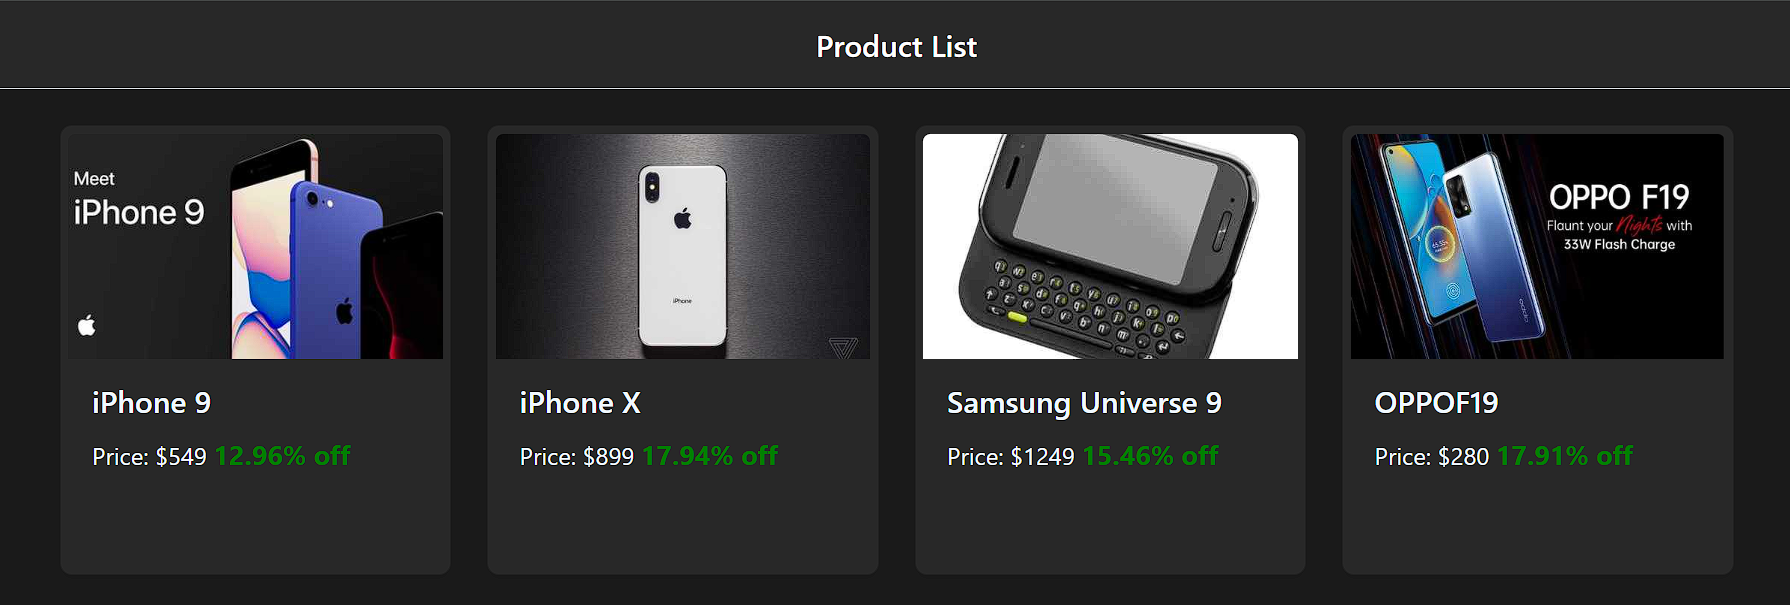 Product List
Meet
iPhone 9
iPhone
OPPO F19
Flaunt your Nights with
33W Flash Charge
oppo
iPhone 9
Price: $549 12.96% off
iPhone X
Price: $899 17.94% off
Samsung Universe 9
Price: $1249 15.46% off
OPPOF19
Price: $280 17.91% off